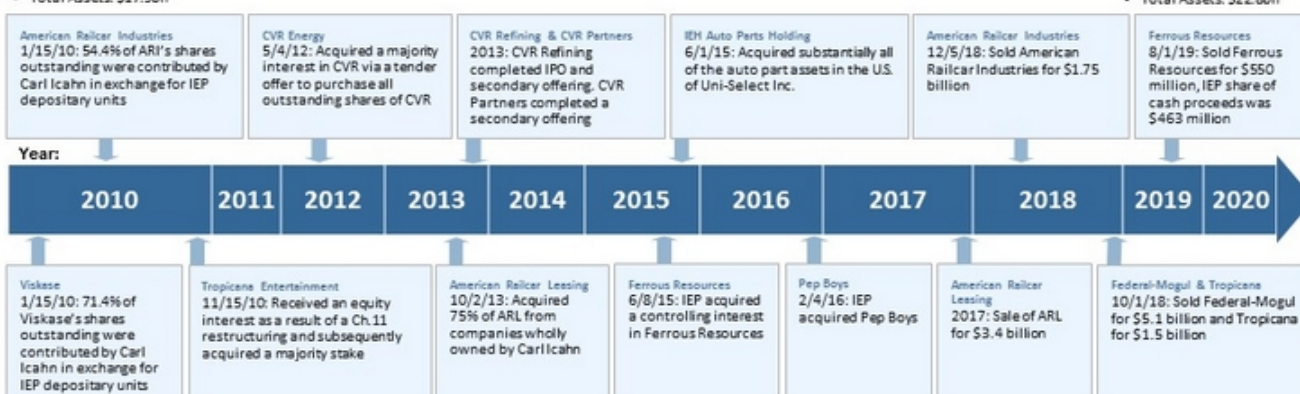 American Railcar Industries
1/15/10: 54.4% of ARI's shares
outstanding were contributed by
Carl Icahn in exchange for IEP
depositary units
CVR Energy
5/4/12: Acquired a majority
interest in CVR via a tender
offer to purchase all
outstanding shares of CVR
CVR Refining & CVR Partners
2013: CVR Refining
completed IPO and
secondary offering. CVR
Partners completed a
secondary offering
IEH Auto Parts Holding
6/1/15: Acquired substantially all
of the auto part assets in the U.S.
of Uni-Select Inc.
American Railcar Industries
12/5/18: Sold American
Railcar Industries for $1.75
billion
Ferrous Resources
8/1/19: Sold Ferrous
Resources for $550
million, IEP share of
cash proceeds was
$463 million
Year:
2010 2011 2012 2013 2014 2015 2016 2017 2018 2019 2020
Viskase
1/15/10: 71.4% of
Viskase's shares
outstanding were
contributed by Carl
Icahn in exchange for
IEP depositary units
Tropicana Entertainment
11/15/10: Received an equity
interest as a result of a Ch.11
restructuring and subsequently
acquired a majority stake
American Railcar Leasing
10/2/13: Acquired
75% of ARL from
companies wholly
owned by Carl Icahn
Ferrous Resources
6/8/15: IEP acquired
a controlling interest
in Ferrous Resources
Pep Boys
2/4/16: IEP
acquired Pep Boys
American Railcar
Leasing
2017: Sale of ARL
for $3.4 billion
Federal-Mogul & Tropicana
10/1/18: Sold Federal-Mogul
for $5.1 billion and Tropicana
for $1.5 billion